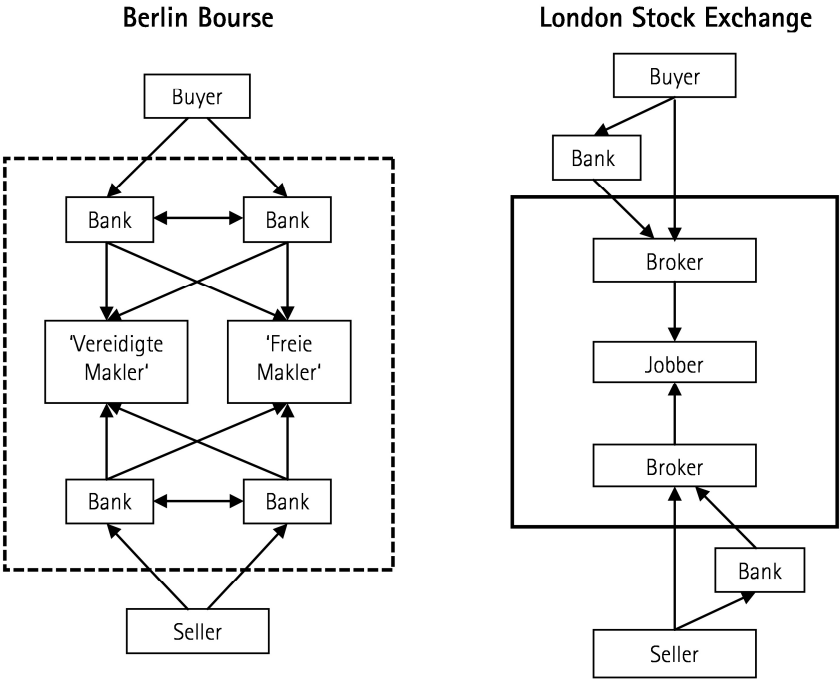 Berlin Bourse
Buyer
Bank
Bank
'Vereidigte
Makler'
'Freie
Makler'
Bank
Bank
Seller
London Stock Exchange
Buyer
Bank
Broker
Jobber
Broker
Bank
Seller